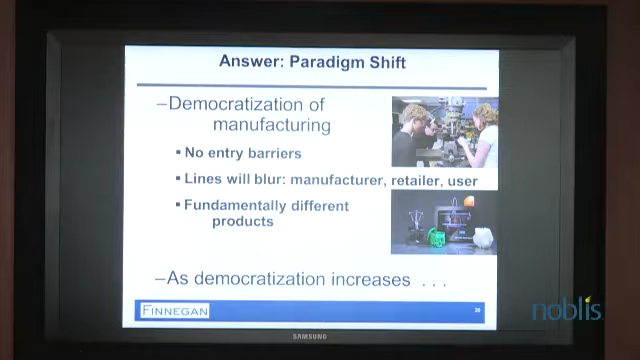 Answer: Paradigm Shift
–Democratization of
manufacturing
▪ No entry barriers
▪ Lines will blur: manufacturer, retailer, user
▪ Fundamentally different
products
–As democratization increases . . .
FINNEGAN
noblis
SAMSUNG